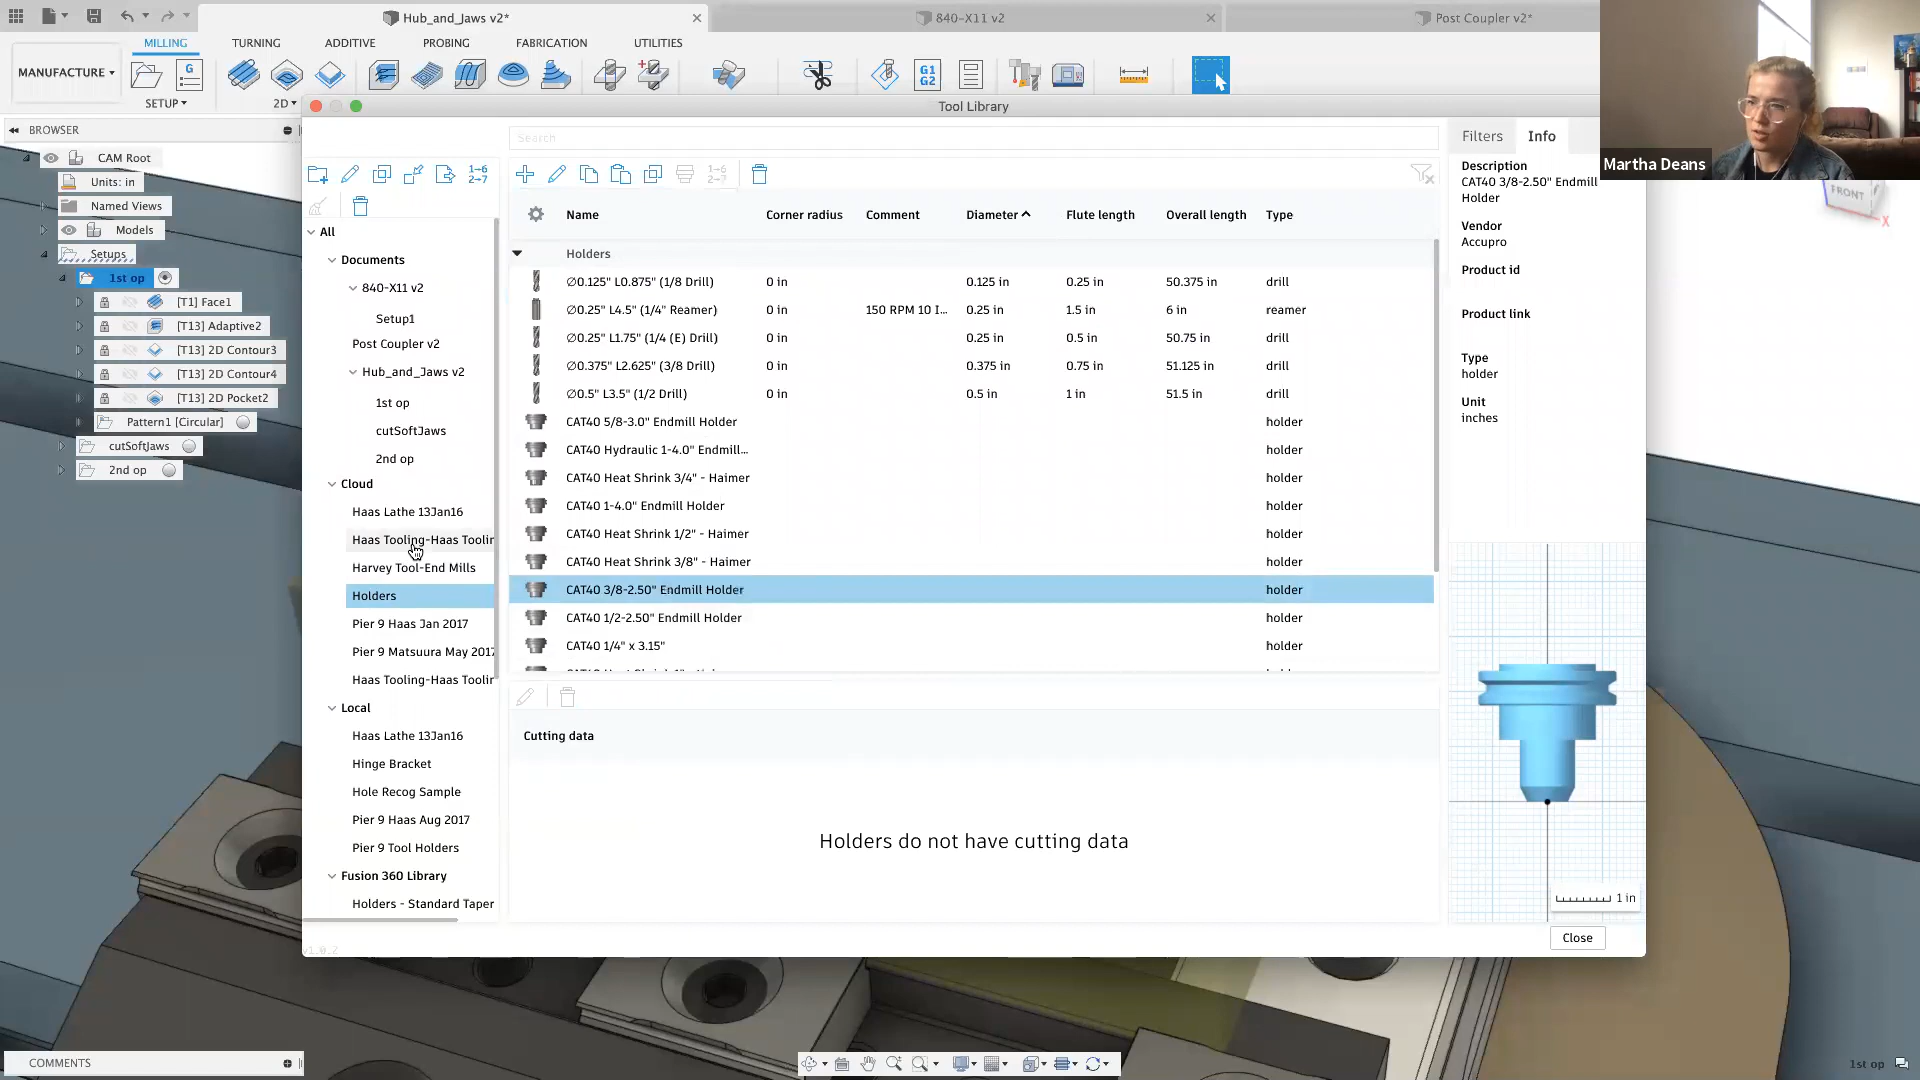 Hub_and_Jaws v2*
840-X11 v2
Post Coupler v2*
MILLING
TURNING
ADDITIVE
PROBING
FABRICATION
UTILITIES
MANUFACTURE
G
G1
G2
SETUP
2D
Tool Library
BROWSER
CAM Root
Units: in
Named Views
Models
Setups
1st op
[T1] Face1
[T13] Adaptive2
[T13] 2D Contour3
[T13] 2D Contour4
[T13] 2D Pocket2
Pattern1 [Circular]
cutSoftJaws
2nd op
Search
1→6
2→7
1→6
2→7
All
Documents
840-X11 v2
Setup1
Post Coupler v2
Hub_and_Jaws v2
1st op
cutSoftJaws
2nd op
Cloud
Haas Lathe 13Jan16
Haas Tooling-Haas Toolin
Harvey Tool-End Mills
Holders
Pier 9 Haas Jan 2017
Pier 9 Matsuura May 2017
Haas Tooling-Haas Toolin
Local
Haas Lathe 13Jan16
Hinge Bracket
Hole Recog Sample
Pier 9 Haas Aug 2017
Pier 9 Tool Holders
Fusion 360 Library
Holders - Standard Taper
v1.0.2
Name Corner radius Comment Diameter Flute length Overall length Type
Holders
∅0.125" L0.875" (1/8 Drill) 0 in 0.125 in 0.25 in 50.375 in drill
∅0.25" L4.5" (1/4" Reamer) 0 in 150 RPM 10 I... 0.25 in 1.5 in 6 in reamer
∅0.25" L1.75" (1/4 (E) Drill) 0 in 0.25 in 0.5 in 50.75 in drill
∅0.375" L2.625" (3/8 Drill) 0 in 0.375 in 0.75 in 51.125 in drill
∅0.5" L3.5" (1/2 Drill) 0 in 0.5 in 1 in 51.5 in drill
CAT40 5/8-3.0" Endmill Holder holder
CAT40 Hydraulic 1-4.0" Endmill... holder
CAT40 Heat Shrink 3/4" - Haimer holder
CAT40 1-4.0" Endmill Holder holder
CAT40 Heat Shrink 1/2" - Haimer holder
CAT40 Heat Shrink 3/8" - Haimer holder
CAT40 3/8-2.50" Endmill Holder holder
CAT40 1/2-2.50" Endmill Holder holder
CAT40 1/4" x 3.15" holder
Cutting data
Holders do not have cutting data
Filters
Info
Description
CAT40 3/8-2.50" Endmill
Holder
Vendor
Accupro
Product id
Product link
Type
holder
Unit
inches
1 in
Close
Martha Deans
FRONT
X
COMMENTS
1st op